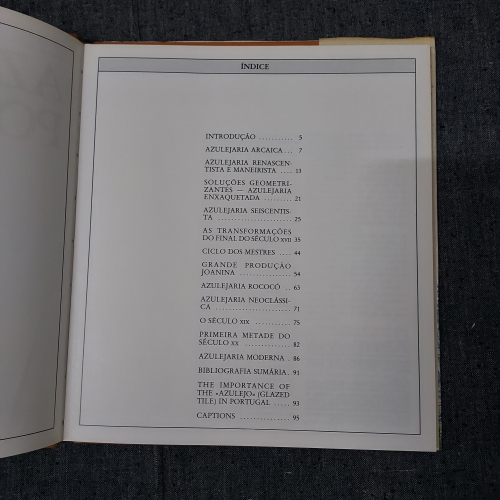 ÍNDICE
INTRODUÇÃO ........... 5
AZULEJARIA ARCAICA ... 7
AZULEJARIA RENASCEN-
TISTA E MANEIRISTA .... 13
SOLUÇÕES GEOMETRI-
ZANTES — AZULEJARIA
ENXAQUETADA .......... 21
AZULEJARIA SEISCENTIS-
TA ...................... 25
AS TRANSFORMAÇÕES
DO FINAL DO SÉCULO XVII 35
CICLO DOS MESTRES .... 44
GRANDE PRODUÇÃO
JOANINA ................ 54
AZULEJARIA ROCOCÓ .. 63
AZULEJARIA NEOCLÁSSI-
CA ...................... 71
O SÉCULO XIX ........... 75
PRIMEIRA METADE DO
SÉCULO XX .............. 82
AZULEJARIA MODERNA . 86
BIBLIOGRAFIA SUMÁRIA . 91
THE IMPORTANCE OF
THE «AZULEJO» (GLAZED
TILE) IN PORTUGAL ..... 93
CAPTIONS ................ 95